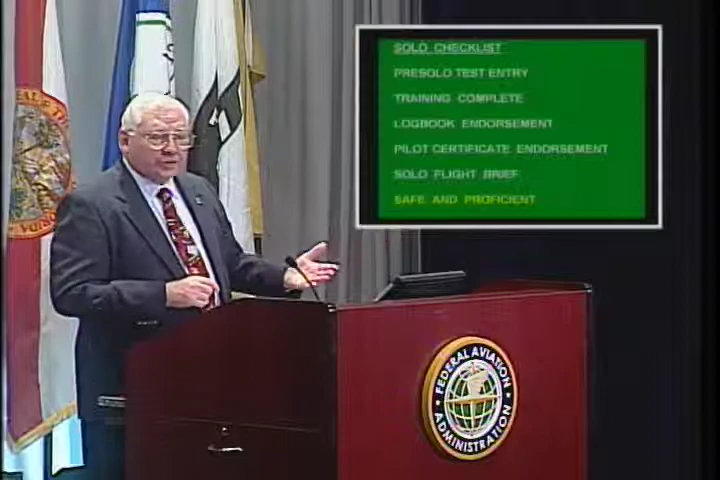 SOLO CHECKLIST
PRESOLO TEST ENTRY
TRAINING COMPLETE
LOGBOOK ENDORSEMENT
PILOT CERTIFICATE ENDORSEMENT
SOLO FLIGHT BRIEF
SAFE AND PROFICIENT
FEDERAL AVIATION
ADMINISTRATION